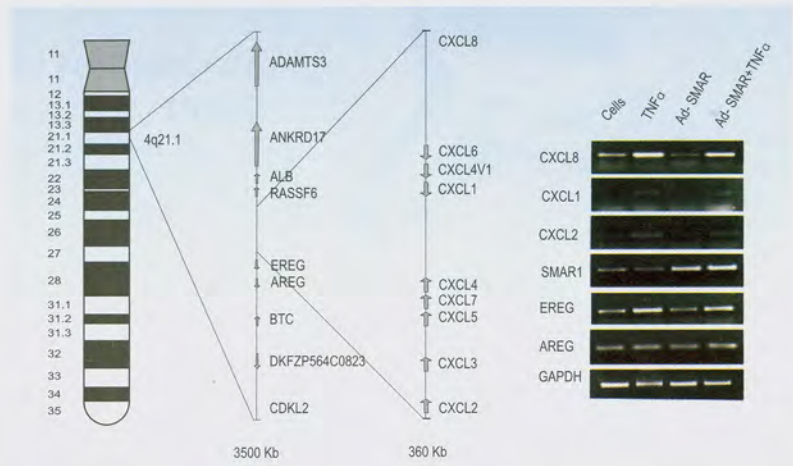 11
11
12
13.1
13.2
13.3
21.1
21.2
21.3
22
23
24
25
26
27
28
31.1
31.2
31.3
32
33
34
35
4q21.1
ADAMTS3
ANKRD17
ALB
RASSF6
EREG
AREG
BTC
DKFZP564C0823
CDKL2
3500 Kb
CXCL8
CXCL6
CXCL4V1
CXCL1
CXCL4
CXCL7
CXCL5
CXCL3
CXCL2
360 Kb
Cells
TNFα
Ad- SMAR
Ad- SMAR+TNFα
CXCL8
CXCL1
CXCL2
SMAR1
EREG
AREG
GAPDH